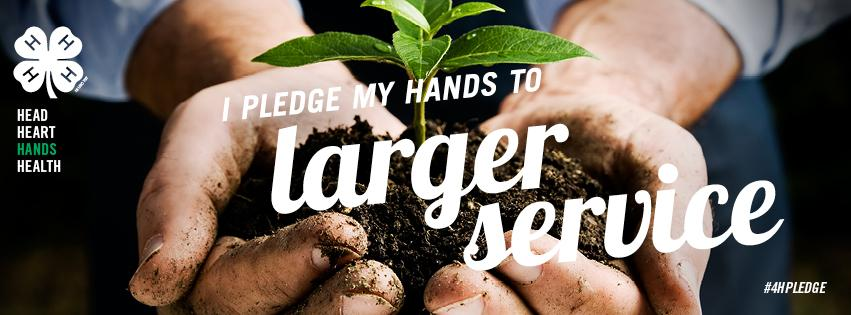 H H
H H
HEAD
HEART
HANDS
HEALTH
I PLEDGE MY HANDS TO
larger
service
#4HPLEDGE